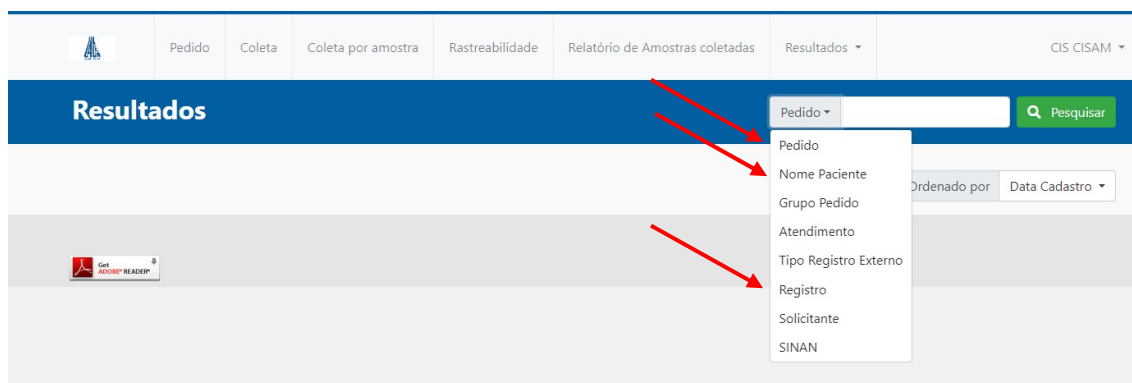 Pedido Coleta Coleta por amostra Rastreabilidade Relatório de Amostras coletadas Resultados CIS CISAM
Resultados Pedido Pesquisar
Pedido
Nome Paciente
Ordenado por Data Cadastro
Grupo Pedido
Atendimento
Tipo Registro Externo
Get
ADOBE® READER®
Registro
Solicitante
SINAN